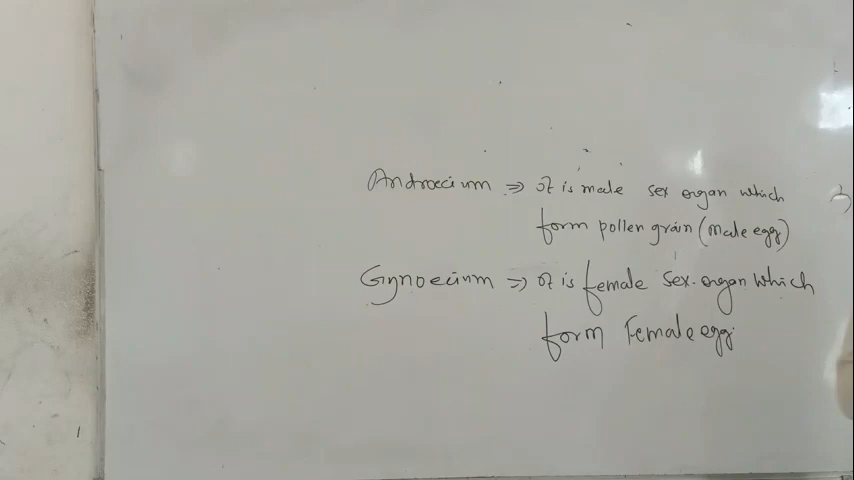 Androecium ⇒ It is male sex organ which
form pollen grain (male egg)
Gynoecium ⇒ It is female sex organ which
form Female egg